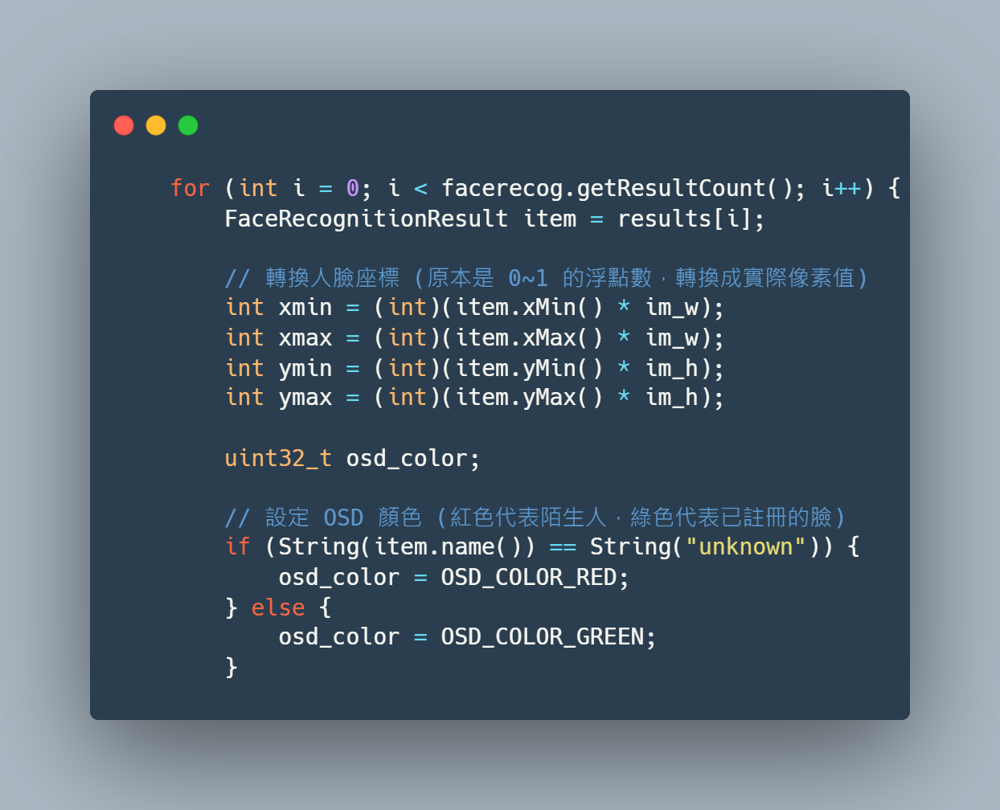 for (int i = 0; i < facerecog.getResultCount(); i++) {
    FaceRecognitionResult item = results[i];

    // 轉換人臉座標 (原本是 0~1 的浮點數，轉換成實際像素值)
    int xmin = (int)(item.xMin() * im_w);
    int xmax = (int)(item.xMax() * im_w);
    int ymin = (int)(item.yMin() * im_h);
    int ymax = (int)(item.yMax() * im_h);

    uint32_t osd_color;

    // 設定 OSD 顏色 (紅色代表陌生人，綠色代表已註冊的臉)
    if (String(item.name()) == String("unknown")) {
        osd_color = OSD_COLOR_RED;
    } else {
        osd_color = OSD_COLOR_GREEN;
    }